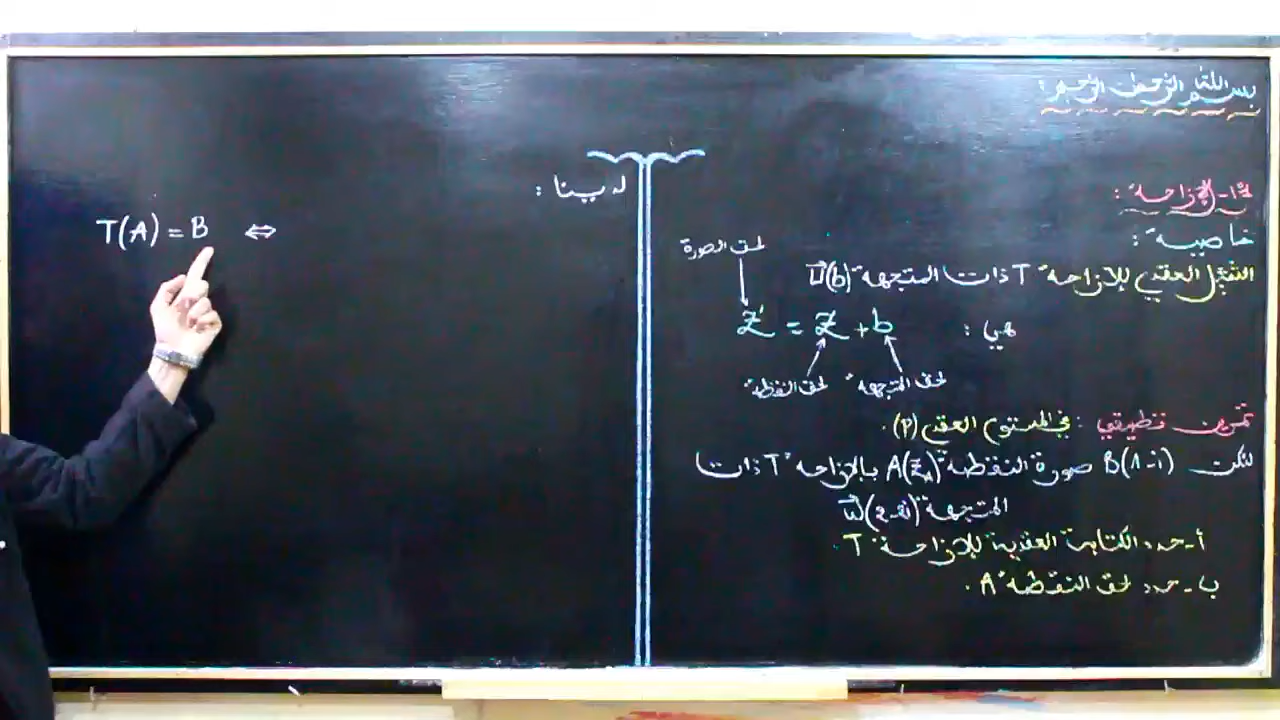 بسم الله الرحمن الرحيم:
1- الإزاحة:
خاصية:
التمثيل العقدي للإزاحة T ذات المتجهة u⃗(b)
هي: z' = z + b
لحق الصورة
لحق النقطة لحق المتجهة
تمرين تطبيقي: في المستوى العقدي (P).
لتكن B(1-i) صورة النقطة A(z_A) بالإزاحة T ذات
المتجهة
أ- حدد الكتابة العقدية للإزاحة T.
ب- حدد لحق النقطة A.
لدينا:
T(A) = B ⇔